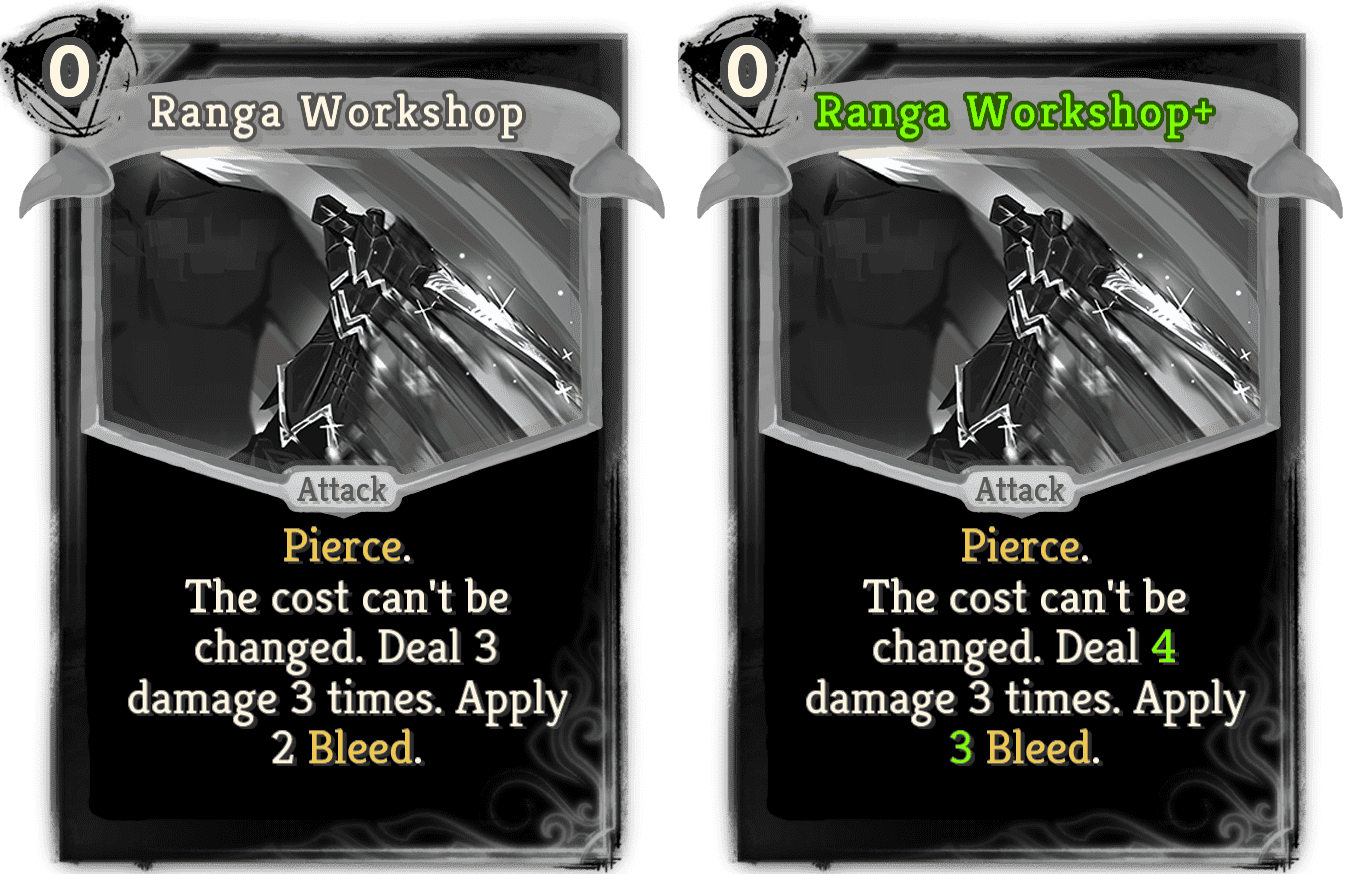 0
Ranga Workshop
Attack
Pierce.
The cost can't be
changed. Deal 3
damage 3 times. Apply
2 Bleed.
0
Ranga Workshop+
Attack
Pierce.
The cost can't be
changed. Deal 4
damage 3 times. Apply
3 Bleed.